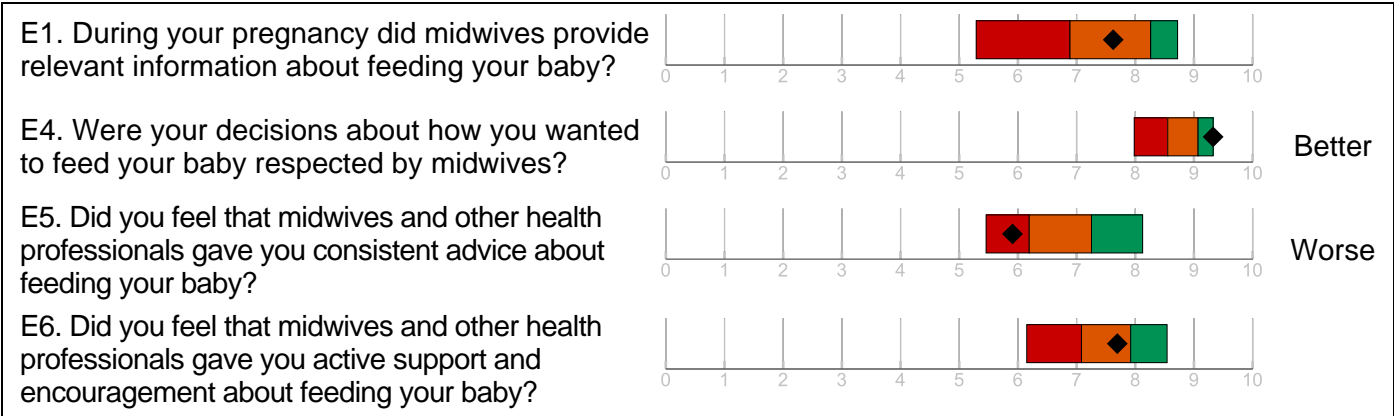 E1. During your pregnancy did midwives provide
relevant information about feeding your baby?
0 1 2 3 4 5 6 7 8 9 10
E4. Were your decisions about how you wanted
to feed your baby respected by midwives?
0 1 2 3 4 5 6 7 8 9 10
Better
E5. Did you feel that midwives and other health
professionals gave you consistent advice about
feeding your baby?
0 1 2 3 4 5 6 7 8 9 10
Worse
E6. Did you feel that midwives and other health
professionals gave you active support and
encouragement about feeding your baby?
0 1 2 3 4 5 6 7 8 9 10